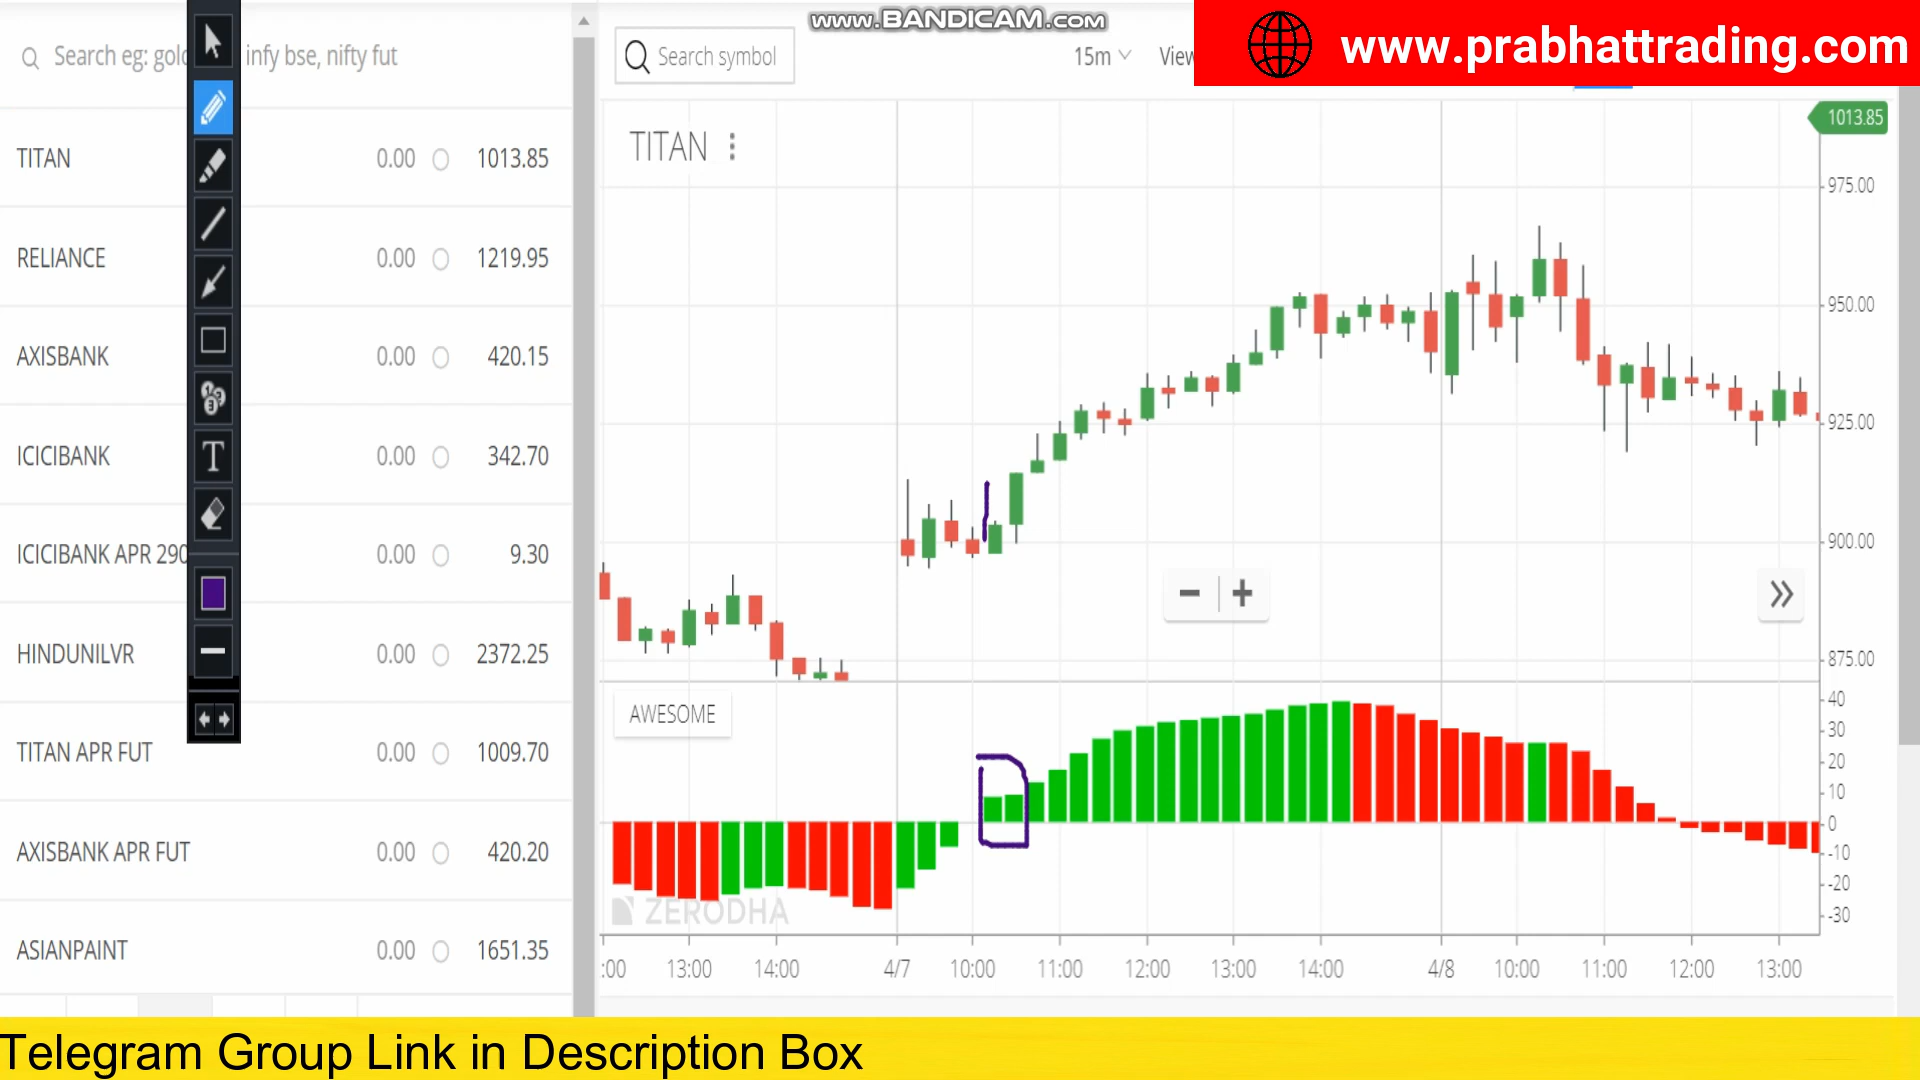 www.BANDICAM.com
www.prabhattrading.com
Search eg: gold infy bse, nifty fut
Search symbol
15m
View
TITAN 0.00 1013.85
RELIANCE 0.00 1219.95
AXISBANK 0.00 420.15
ICICIBANK 0.00 342.70
ICICIBANK APR 290 0.00 9.30
HINDUNILVR 0.00 2372.25
TITAN APR FUT 0.00 1009.70
AXISBANK APR FUT 0.00 420.20
ASIANPAINT 0.00 1651.35
T
TITAN
1013.85
975.00
950.00
925.00
900.00
875.00
AWESOME
40
30
20
10
0
-10
-20
-30
ZERODHA
:00 13:00 14:00 4/7 10:00 11:00 12:00 13:00 14:00 4/8 10:00 11:00 12:00 13:00
Telegram Group Link in Description Box